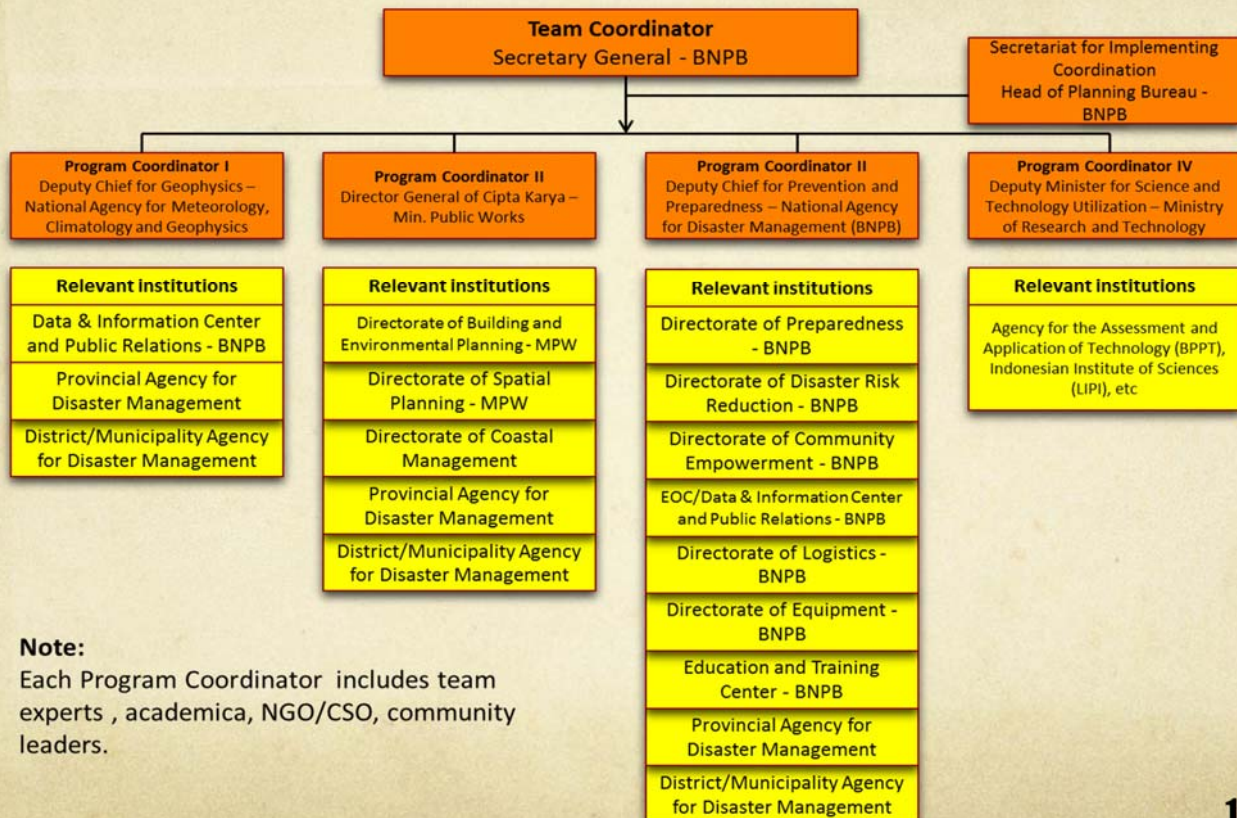 Team Coordinator
Secretary General - BNPB
Secretariat for Implementing
Coordination
Head of Planning Bureau -
BNPB
Program Coordinator I
Deputy Chief for Geophysics –
National Agency for Meteorology,
Climatology and Geophysics
Program Coordinator II
Director General of Cipta Karya –
Min. Public Works
Program Coordinator II
Deputy Chief for Prevention and
Preparedness – National Agency
for Disaster Management (BNPB)
Program Coordinator IV
Deputy Minister for Science and
Technology Utilization – Ministry
of Research and Technology
Relevant institutions
Data & Information Center
and Public Relations - BNPB
Provincial Agency for
Disaster Management
District/Municipality Agency
for Disaster Management
Relevant institutions
Directorate of Building and
Environmental Planning - MPW
Directorate of Spatial
Planning - MPW
Directorate of Coastal
Management
Provincial Agency for
Disaster Management
District/Municipality Agency
for Disaster Management
Relevant institutions
Directorate of Preparedness
- BNPB
Directorate of Disaster Risk
Reduction - BNPB
Directorate of Community
Empowerment - BNPB
EOC/Data & Information Center
and Public Relations - BNPB
Directorate of Logistics -
BNPB
Directorate of Equipment -
BNPB
Education and Training
Center - BNPB
Provincial Agency for
Disaster Management
District/Municipality Agency
for Disaster Management
Relevant institutions
Agency for the Assessment and
Application of Technology (BPPT),
Indonesian Institute of Sciences
(LIPI), etc
Note:
Each Program Coordinator includes team
experts , academica, NGO/CSO, community
leaders.